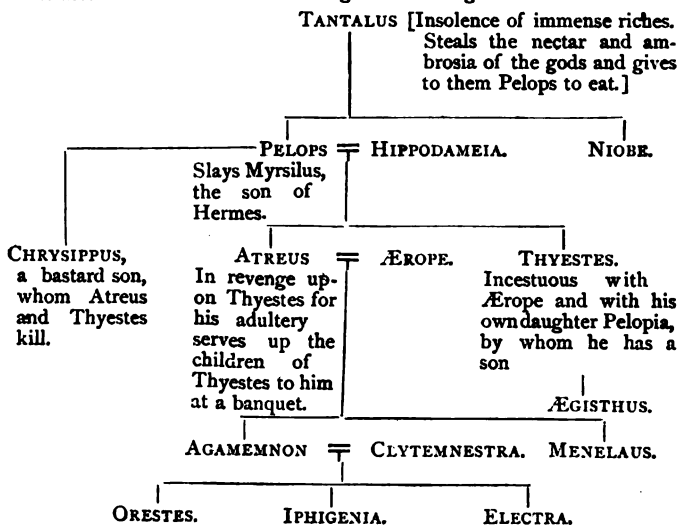 TANTALUS [Insolence of immense riches.
Steals the nectar and am-
brosia of the gods and gives
to them Pelops to eat.]
PELOPS = HIPPODAMEIA. NIOBE.
Slays Myrsilus,
the son of
Hermes.
CHRYSIPPUS,
a bastard son,
whom Atreus
and Thyestes
kill.
ATREUS = ÆROPE.
In revenge up-
on Thyestes for
his adultery
serves up the
children of
Thyestes to him
at a banquet.
THYESTES.
Incestuous with
Ærope and with his
own daughter Pelopia,
by whom he has a
son
ÆGISTHUS.
AGAMEMNON = CLYTEMNESTRA. MENELAUS.
ORESTES. IPHIGENIA. ELECTRA.